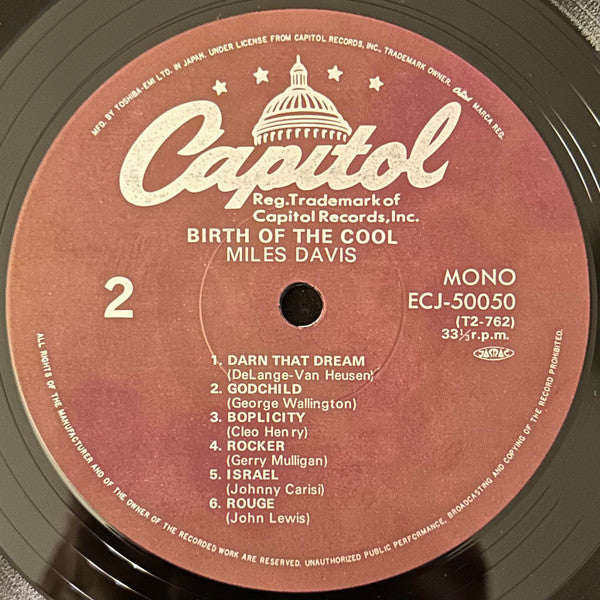 MFD. BY TOSHIBA-EMI LTD. IN JAPAN. UNDER LICENSE FROM CAPITOL RECORDS, INC., TRADEMARK OWNER. Capitol MARCA REG.
Capitol
Reg. Trademark of
Capitol Records, Inc.
BIRTH OF THE COOL
MILES DAVIS
2
MONO
ECJ-50050
(T2-762)
33⅓ r.p.m.
JASRAC
1. DARN THAT DREAM
(DeLange-Van Heusen)
2. GODCHILD
(George Wallington)
3. BOPLICITY
(Cleo Henry)
4. ROCKER
(Gerry Mulligan)
5. ISRAEL
(Johnny Carisi)
6. ROUGE
(John Lewis)
ALL RIGHTS OF THE MANUFACTURER AND OF THE OWNER OF THE RECORDED WORK ARE RESERVED. UNAUTHORIZED PUBLIC PERFORMANCE, BROADCASTING AND COPYING OF THE RECORD PROHIBITED.